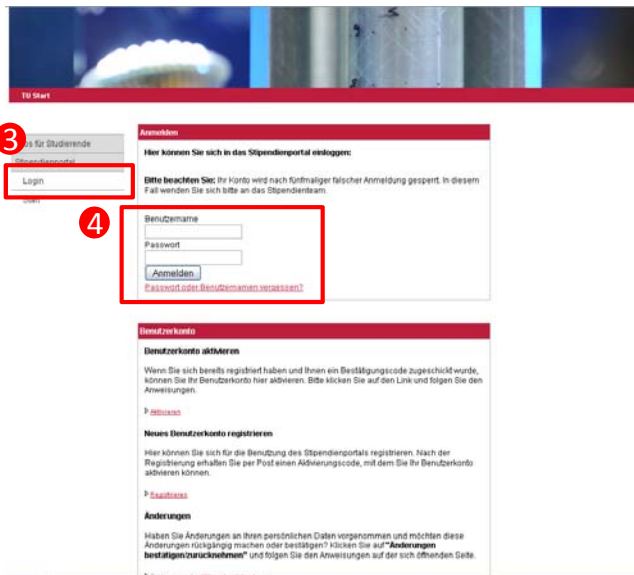 TU Start
3
os für Studierende
Stipendienportal
Login
4
Anmelden
Hier können Sie sich in das Stipendienportal einloggen:
Bitte beachten Sie: Ihr Konto wird nach fünfmaliger falscher Anmeldung gesperrt. In diesem
Fall wenden Sie sich bitte an das Stipendienteam.
Benutzername
Passwort
Anmelden
Passwort oder Benutzernamen vergessen?
Benutzerkonto
Benutzerkonto aktivieren
Wenn Sie sich bereits registriert haben und Ihnen ein Bestätigungscode zugeschickt wurde,
können Sie Ihr Benutzerkonto hier aktivieren. Bitte klicken Sie auf den Link und folgen Sie den
Anweisungen.
Aktivieren
Neues Benutzerkonto registrieren
Hier können Sie sich für die Benutzung des Stipendienportals registrieren. Nach der
Registrierung erhalten Sie per Post einen Aktivierungscode, mit dem Sie Ihr Benutzerkonto
aktivieren können.
Registrieren
Änderungen
Haben Sie Änderungen an Ihren persönlichen Daten vorgenommen und möchten diese
Änderungen rückgängig machen oder bestätigen? Klicken Sie auf "Änderungen
bestätigen/zurücknehmen" und folgen Sie den Anweisungen auf der sich öffnenden Seite.